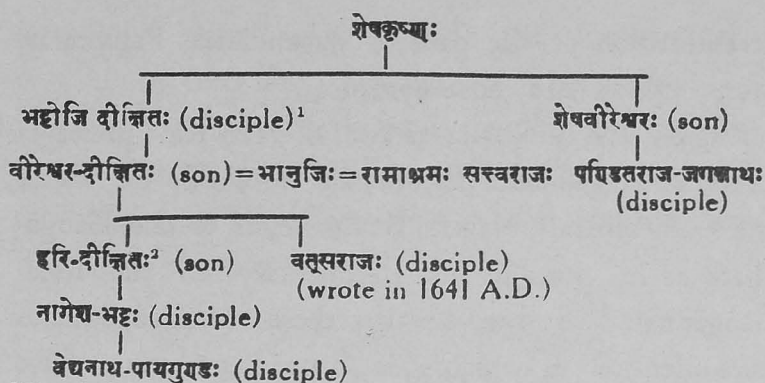 शेषकृष्णः
भट्टोजि दीक्षितः (disciple)¹ शेषवीरेश्वरः (son)
वीरेश्वर-दीक्षितः (son)=भानुजिः=रामाश्रमः सत्त्वराजः पण्डितराज-जगन्नाथः
(disciple)
हरि-दीक्षितः² (son) वत्सराजः (disciple)
(wrote in 1641 A.D.)
नागेश-भट्टः (disciple)
वेद्यनाथ-पायगुण्डः (disciple)